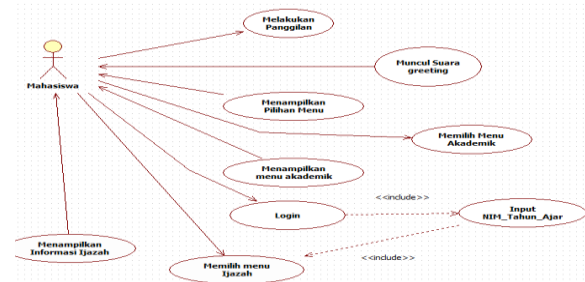 Melakukan
Panggilan
Mahasiswa
Muncul Suara
greeting
Menampilkan
Pilihan Menu
Memilih Menu
Akademik
Menampilkan
menu akademik
<<include>>
Login
Input
NIM_Tahun_Ajar
Menampilkan
Informasi Ijazah
Memilih menu
Ijazah
<<include>>